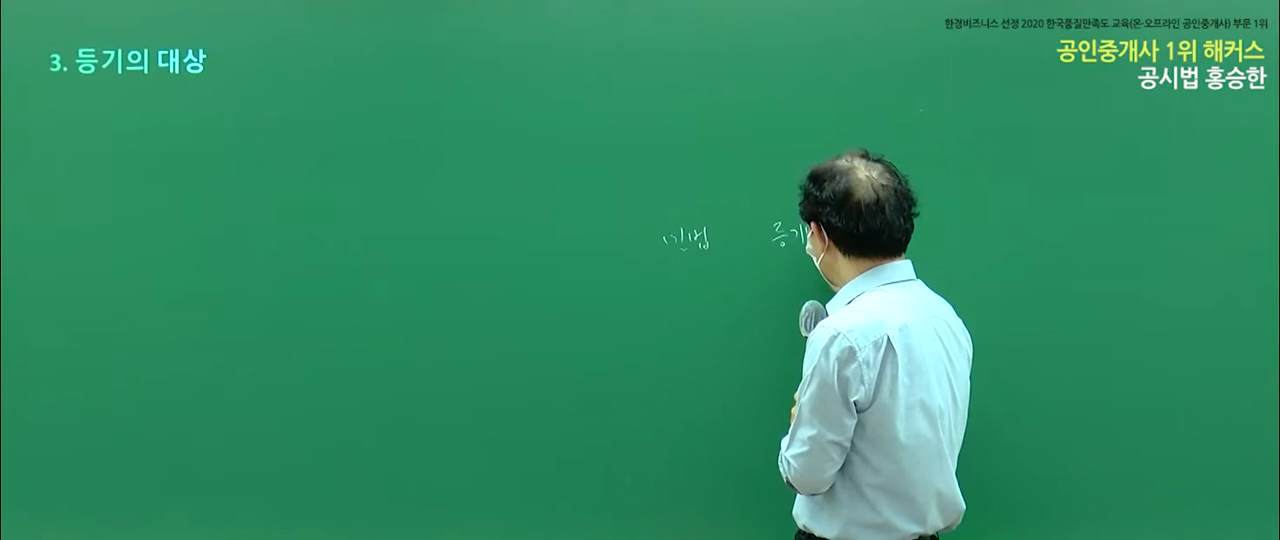 한경비즈니스 선정 2020 한국품질만족도 교육(온·오프라인 공인중개사) 부문 1위
3. 등기의 대상
공인중개사 1위 해커스
공시법 홍승한
민법 등기